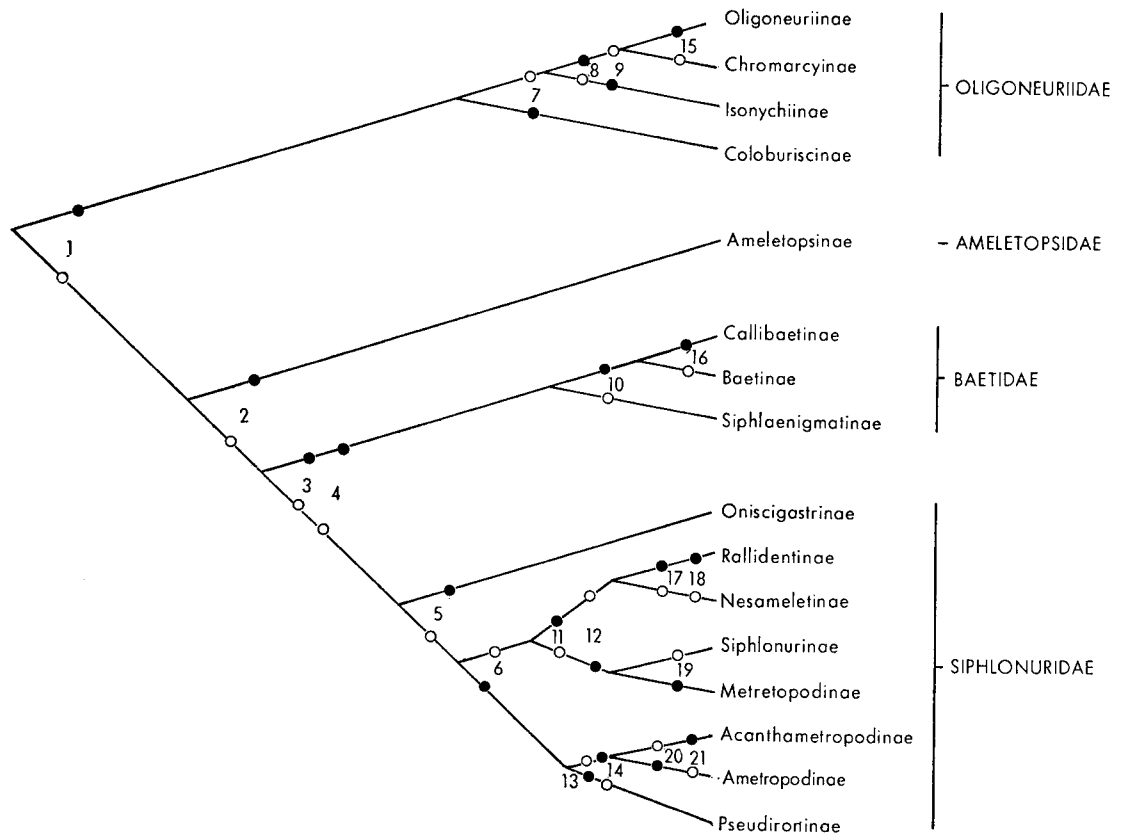 Oligoneuriinae
15
Chromarcyinae
8 9
OLIGONEURIIDAE
7
Isonychiinae
Coloburiscinae
1
Ameletopsinae
AMELETOPSIDAE
Callibaetinae
16
Baetinae
BAETIDAE
10
2
Siphlaenigmatinae
3 4
Oniscigastrinae
Rallidentinae
17 18
Nesameletinae
5
11 12
Siphlonurinae
6
19
SIPHLONURIDAE
Metretopodinae
Acanthametropodinae
20 21
13 14
Ametropodinae
Pseudironinae